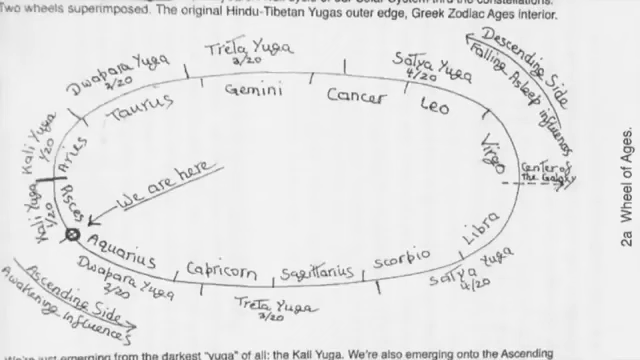 Two wheels superimposed. The original Hindu-Tibetan Yugas outer edge, Greek Zodiac Ages interior.
Descending Side
Falling Asleep influences
Satya Yuga
4/20
Treta Yuga
3/20
Dwapara Yuga
2/20
Kali Yuga
1/20
Kali Yuga
1/20
Aries
Taurus
Gemini
Cancer
Leo
Virgo
Center of
the Galaxy
2a Wheel of Ages.
We are here
Pisces
Aquarius
Capricorn
Sagittarius
Scorpio
Libra
Satya Yuga
4/20
Treta Yuga
3/20
Dwapara Yuga
2/20
Ascending Side
Awakening influences
We're just emerging from the darkest "yuga" of all: the Kali Yuga. We're also emerging onto the Ascending